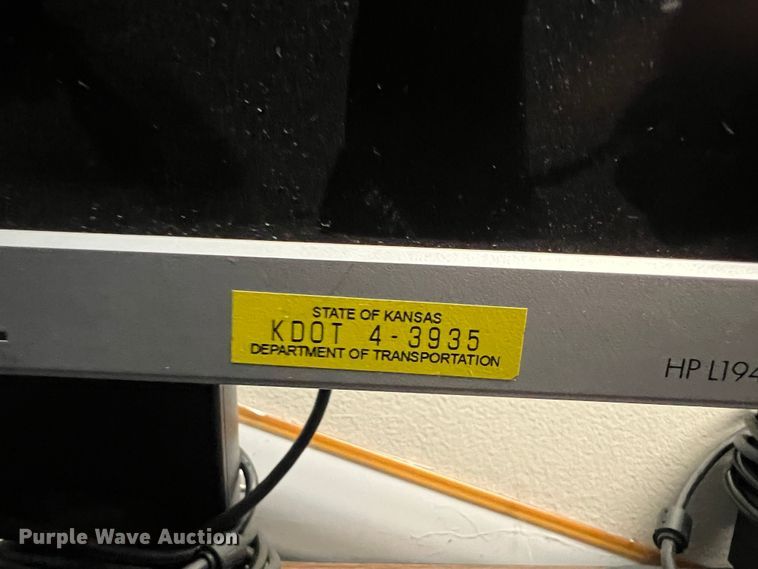 STATE OF KANSAS
KDOT 4-3935
DEPARTMENT OF TRANSPORTATION
HP L194
Purple Wave Auction